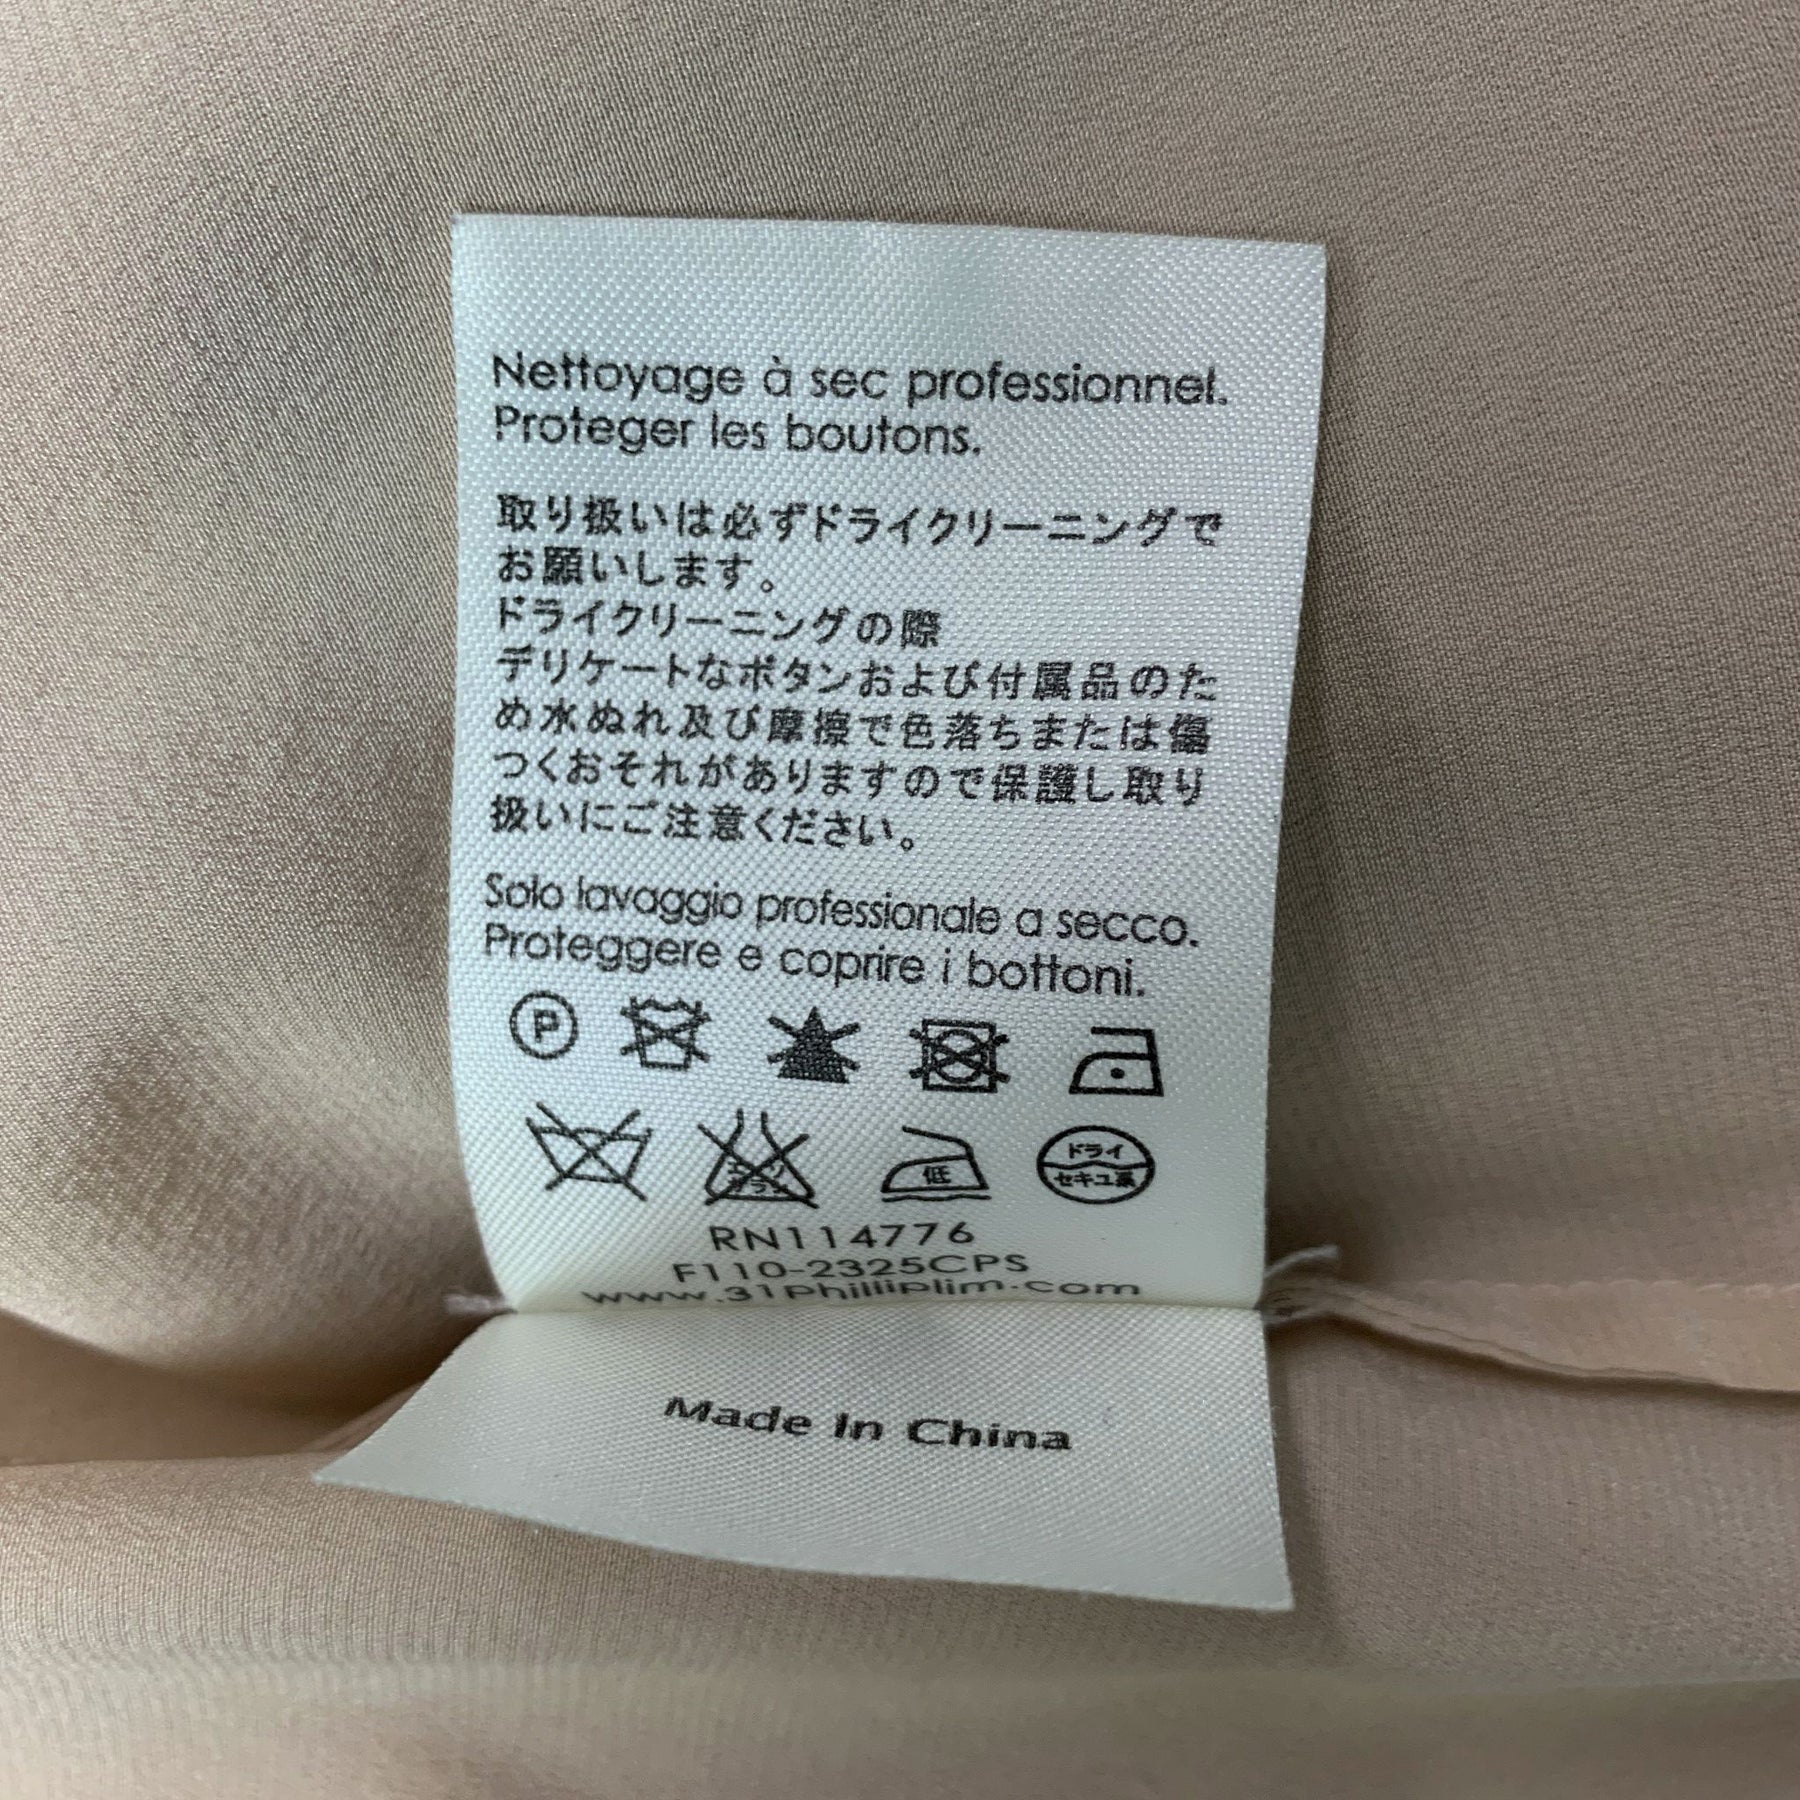 Nettoyage à sec professionnel.
Proteger les boutons.
取り扱いは必ずドライクリーニングで
お願いします。
ドライクリーニングの際
デリケートなボタンおよび付属品のた
め水ぬれ及び摩擦で色落ちまたは傷
つくおそれがありますので保護し取り
扱いにご注意ください。
Solo lavaggio professionale a secco.
Proteggere e coprire i bottoni.
P
エンソ
サラシ
低
ドライ
セキユ系
RN114776
F110-2325CPS
www.31philliplim.com
Made In China